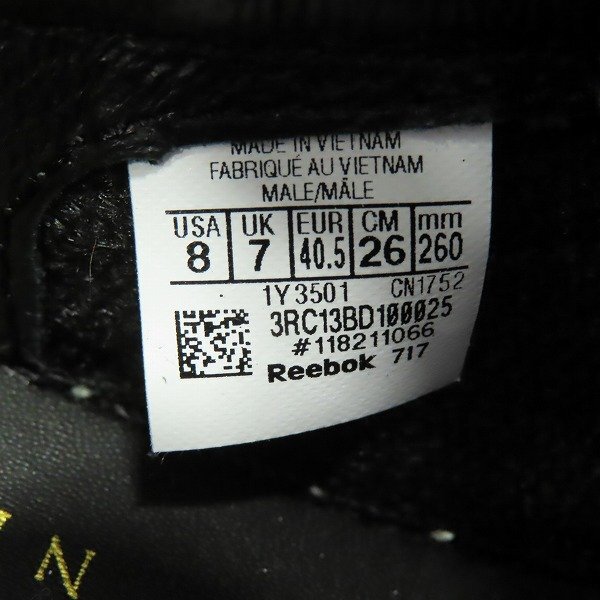 MADE IN VIETNAM
FABRIQUÉ AU VIETNAM
MALE/MÂLE
USA UK EUR CM mm
8 7 40.5 26 260
1Y3501 CN1752
3RC13BD100025
#118211066
Reebok 717
N